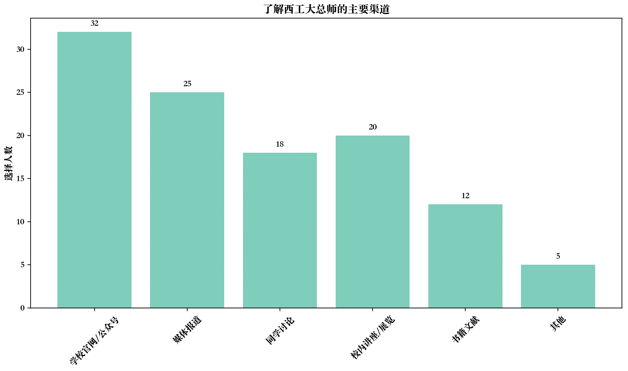 了解西工大总师的主要渠道
选择人数
30
25
20
15
10
5
0
32
25
18
20
12
5
学校官网/公众号
媒体报道
同学讨论
校内讲座/展览
书籍文献
其他